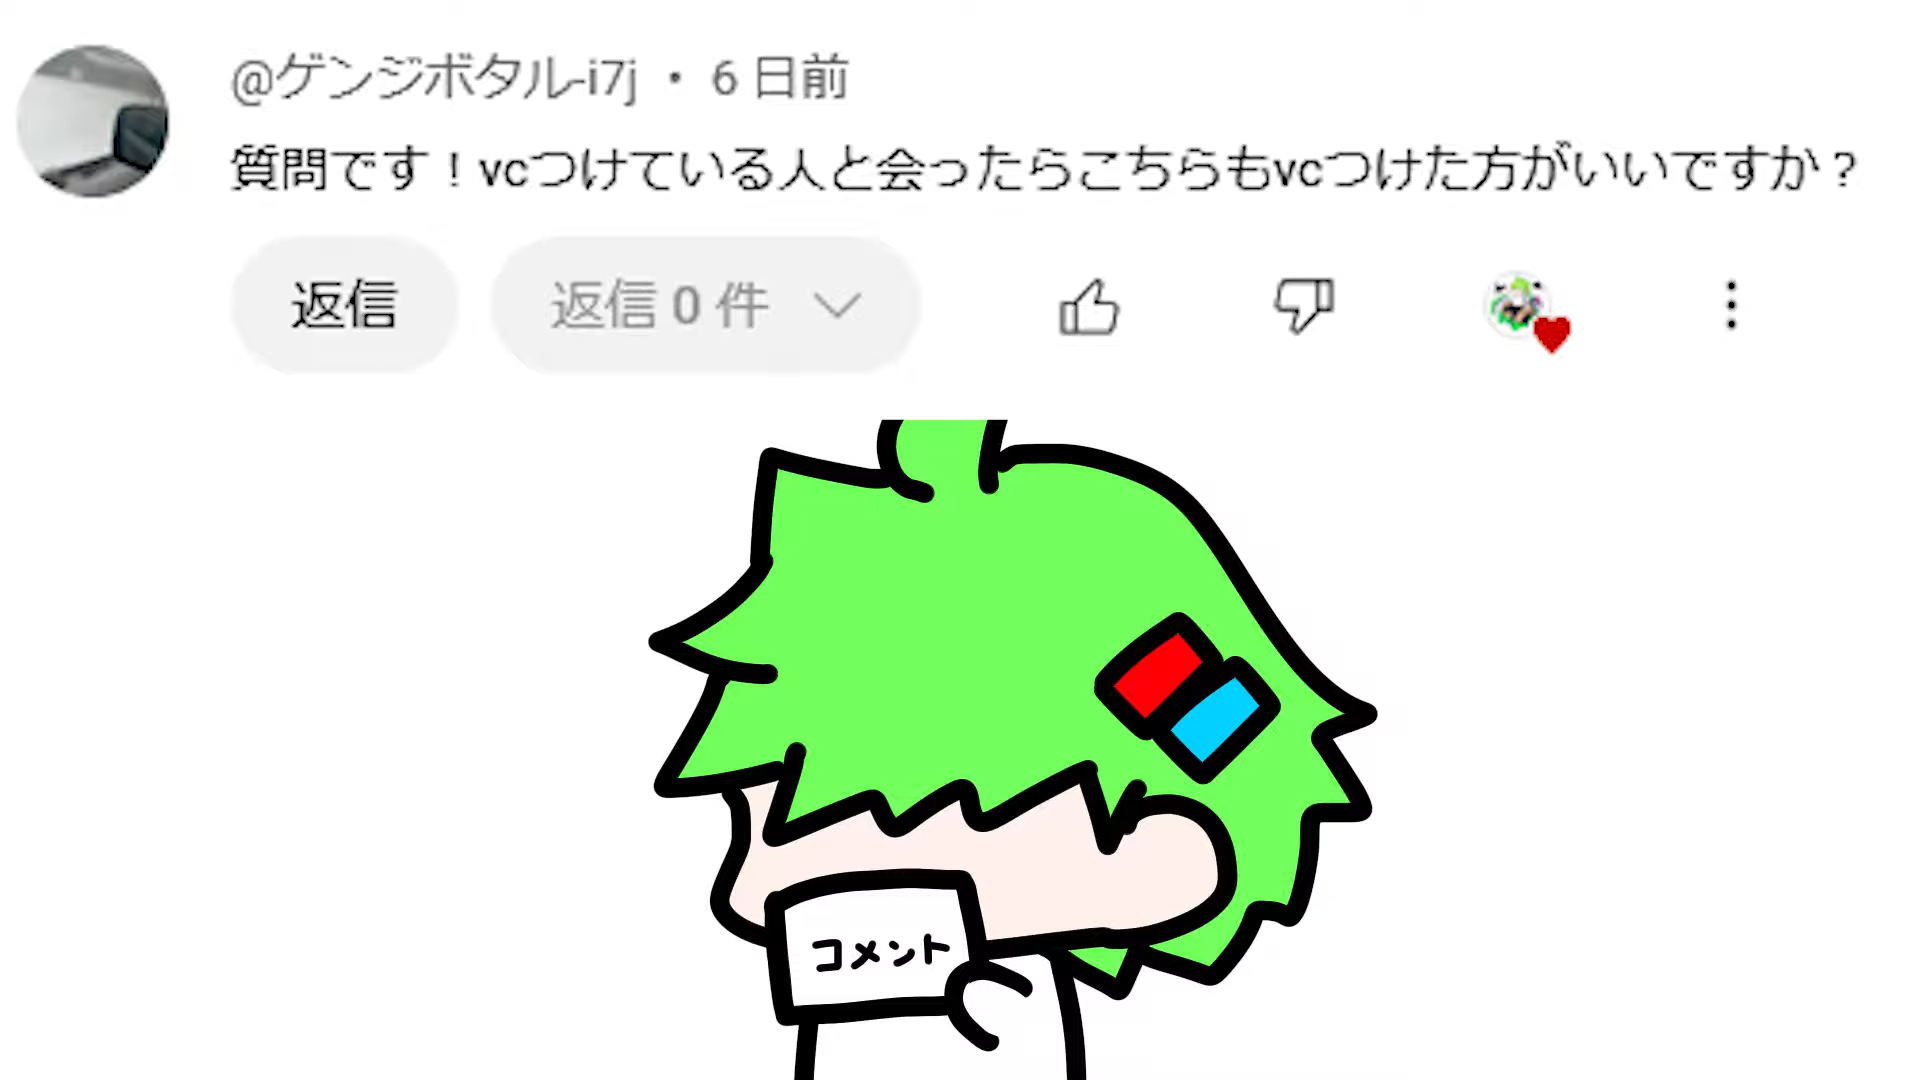 @ゲンジボタル-i7j・6 日前
質問です！vcつけている人と会ったらこちらもvcつけた方がいいですか？
返信
返信 0 件
コメント